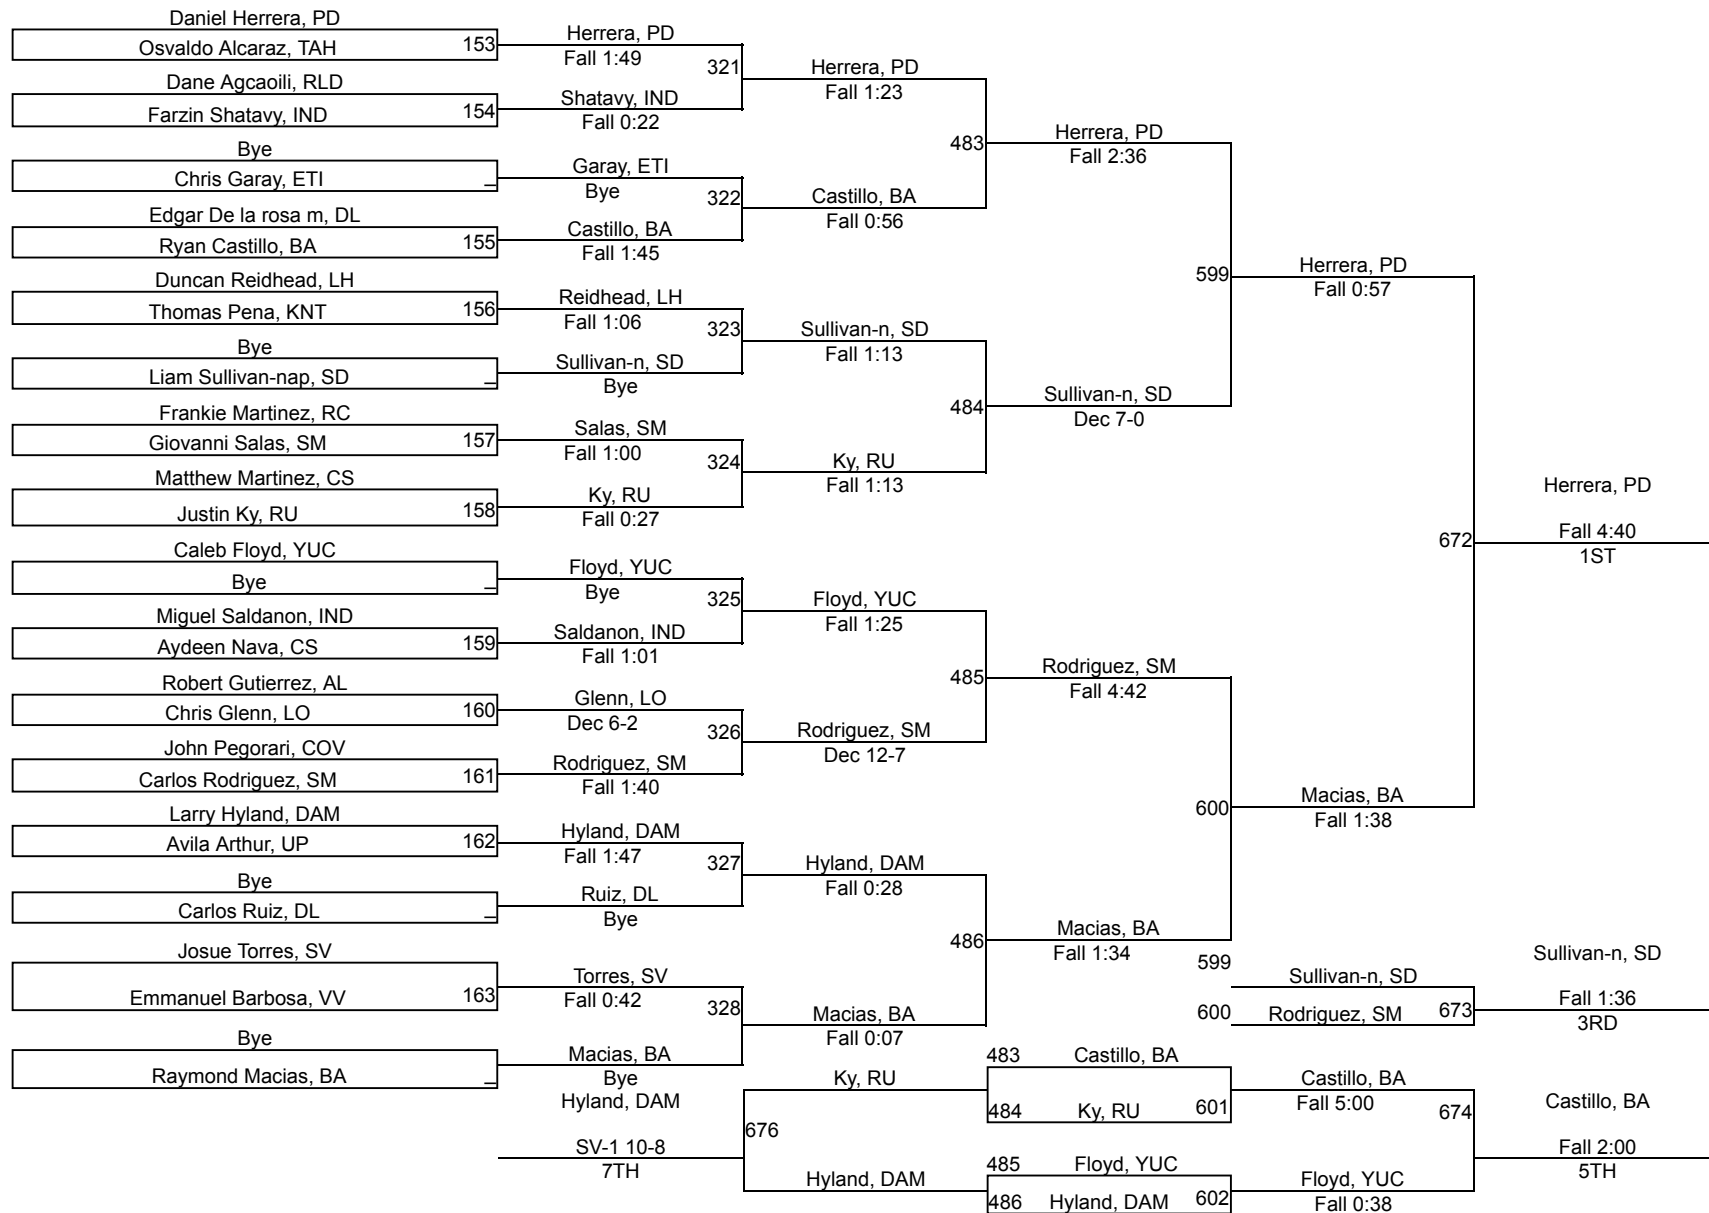 Daniel Herrera, PD
Osvaldo Alcaraz, TAH 153
Dane Agcaoili, RLD
Farzin Shatavy, IND 154
Bye
Chris Garay, ETI _
Edgar De la rosa m, DL
Ryan Castillo, BA 155
Duncan Reidhead, LH
Thomas Pena, KNT 156
Bye
Liam Sullivan-nap, SD _
Frankie Martinez, RC
Giovanni Salas, SM 157
Matthew Martinez, CS
Justin Ky, RU 158
Caleb Floyd, YUC
Bye _
Miguel Saldanon, IND
Aydeen Nava, CS 159
Robert Gutierrez, AL
Chris Glenn, LO 160
John Pegorari, COV
Carlos Rodriguez, SM 161
Larry Hyland, DAM
Avila Arthur, UP 162
Bye
Carlos Ruiz, DL _
Josue Torres, SV
Emmanuel Barbosa, VV 163
Bye
Raymond Macias, BA _
Herrera, PD
Fall 1:49
321
Shatavy, IND
Fall 0:22
Garay, ETI
Bye
322
Castillo, BA
Fall 1:45
Reidhead, LH
Fall 1:06
323
Sullivan-n, SD
Bye
Salas, SM
Fall 1:00
324
Ky, RU
Fall 0:27
Floyd, YUC
Bye
325
Saldanon, IND
Fall 1:01
Glenn, LO
Dec 6-2
326
Rodriguez, SM
Fall 1:40
Hyland, DAM
Fall 1:47
327
Ruiz, DL
Bye
Torres, SV
Fall 0:42
328
Macias, BA
Bye
Herrera, PD
Fall 1:23
483
Castillo, BA
Fall 0:56
Sullivan-n, SD
Fall 1:13
484
Ky, RU
Fall 1:13
Floyd, YUC
Fall 1:25
485
Rodriguez, SM
Dec 12-7
Hyland, DAM
Fall 0:28
486
Macias, BA
Fall 0:07
Herrera, PD
Fall 2:36
599
Sullivan-n, SD
Dec 7-0
Rodriguez, SM
Fall 4:42
600
Macias, BA
Fall 1:34
Herrera, PD
Fall 0:57
672
Macias, BA
Fall 1:38
Herrera, PD
Fall 4:40
1ST
599
Sullivan-n, SD
600 Rodriguez, SM 673
Sullivan-n, SD
Fall 1:36
3RD
483 Castillo, BA
484 Ky, RU 601
485 Floyd, YUC
486 Hyland, DAM 602
Castillo, BA
Fall 5:00
674
Floyd, YUC
Fall 0:38
Castillo, BA
Fall 2:00
5TH
Ky, RU
676
Hyland, DAM
Hyland, DAM
SV-1 10-8
7TH